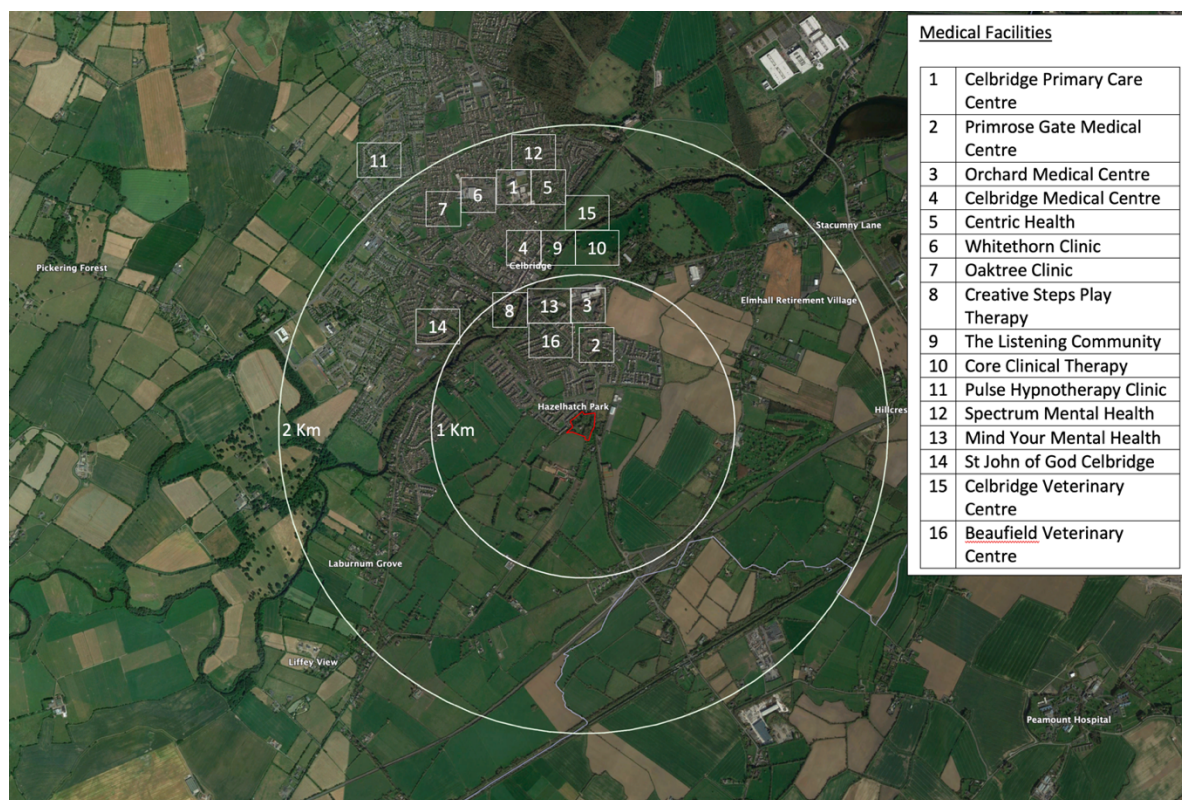 Medical Facilities
1 Celbridge Primary Care
Centre
2 Primrose Gate Medical
Centre
3 Orchard Medical Centre
4 Celbridge Medical Centre
5 Centric Health
6 Whitethorn Clinic
7 Oaktree Clinic
8 Creative Steps Play
Therapy
9 The Listening Community
10 Core Clinical Therapy
11 Pulse Hypnotherapy Clinic
12 Spectrum Mental Health
13 Mind Your Mental Health
14 St John of God Celbridge
15 Celbridge Veterinary
Centre
16 Beaufield Veterinary
Centre
12
11
1
5
6
7
15
Stacumny Lane
4
9
10
Celbridge
Pickering Forest
Elmhall Retirement Village
8
13
3
14
16
2
Hazelhatch Park
Hillcres
2 Km
1 Km
Laburnum Grove
Liffey View
Peamount Hospital